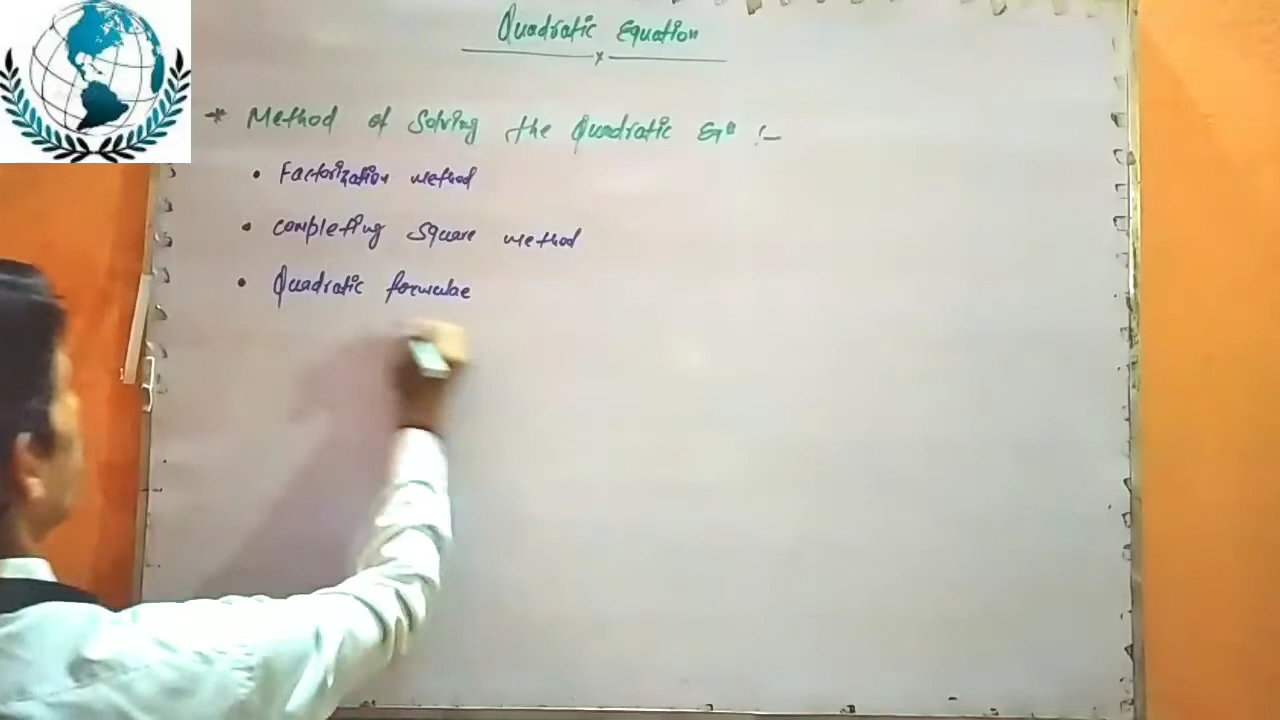 Quadratic Equation
x
* Method of Solving the Quadratic Eqn :-
• Factorization method
• completing square method
• Quadratic formulae